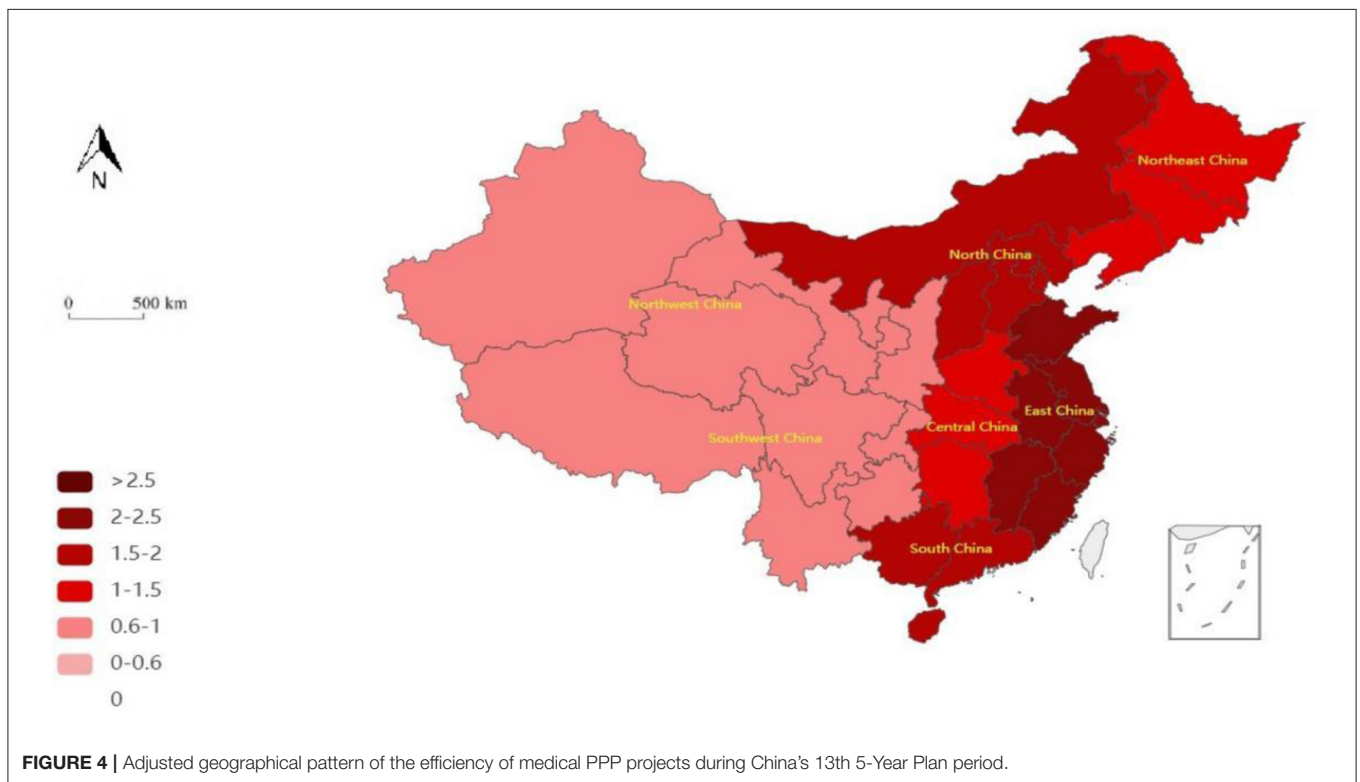 N
0 500 km
Northeast China
North China
Northwest China
East China
Central China
Southwest China
South China
>2.5
2-2.5
1.5-2
1-1.5
0.6-1
0-0.6
0
FIGURE 4 | Adjusted geographical pattern of the efficiency of medical PPP projects during China's 13th 5-Year Plan period.